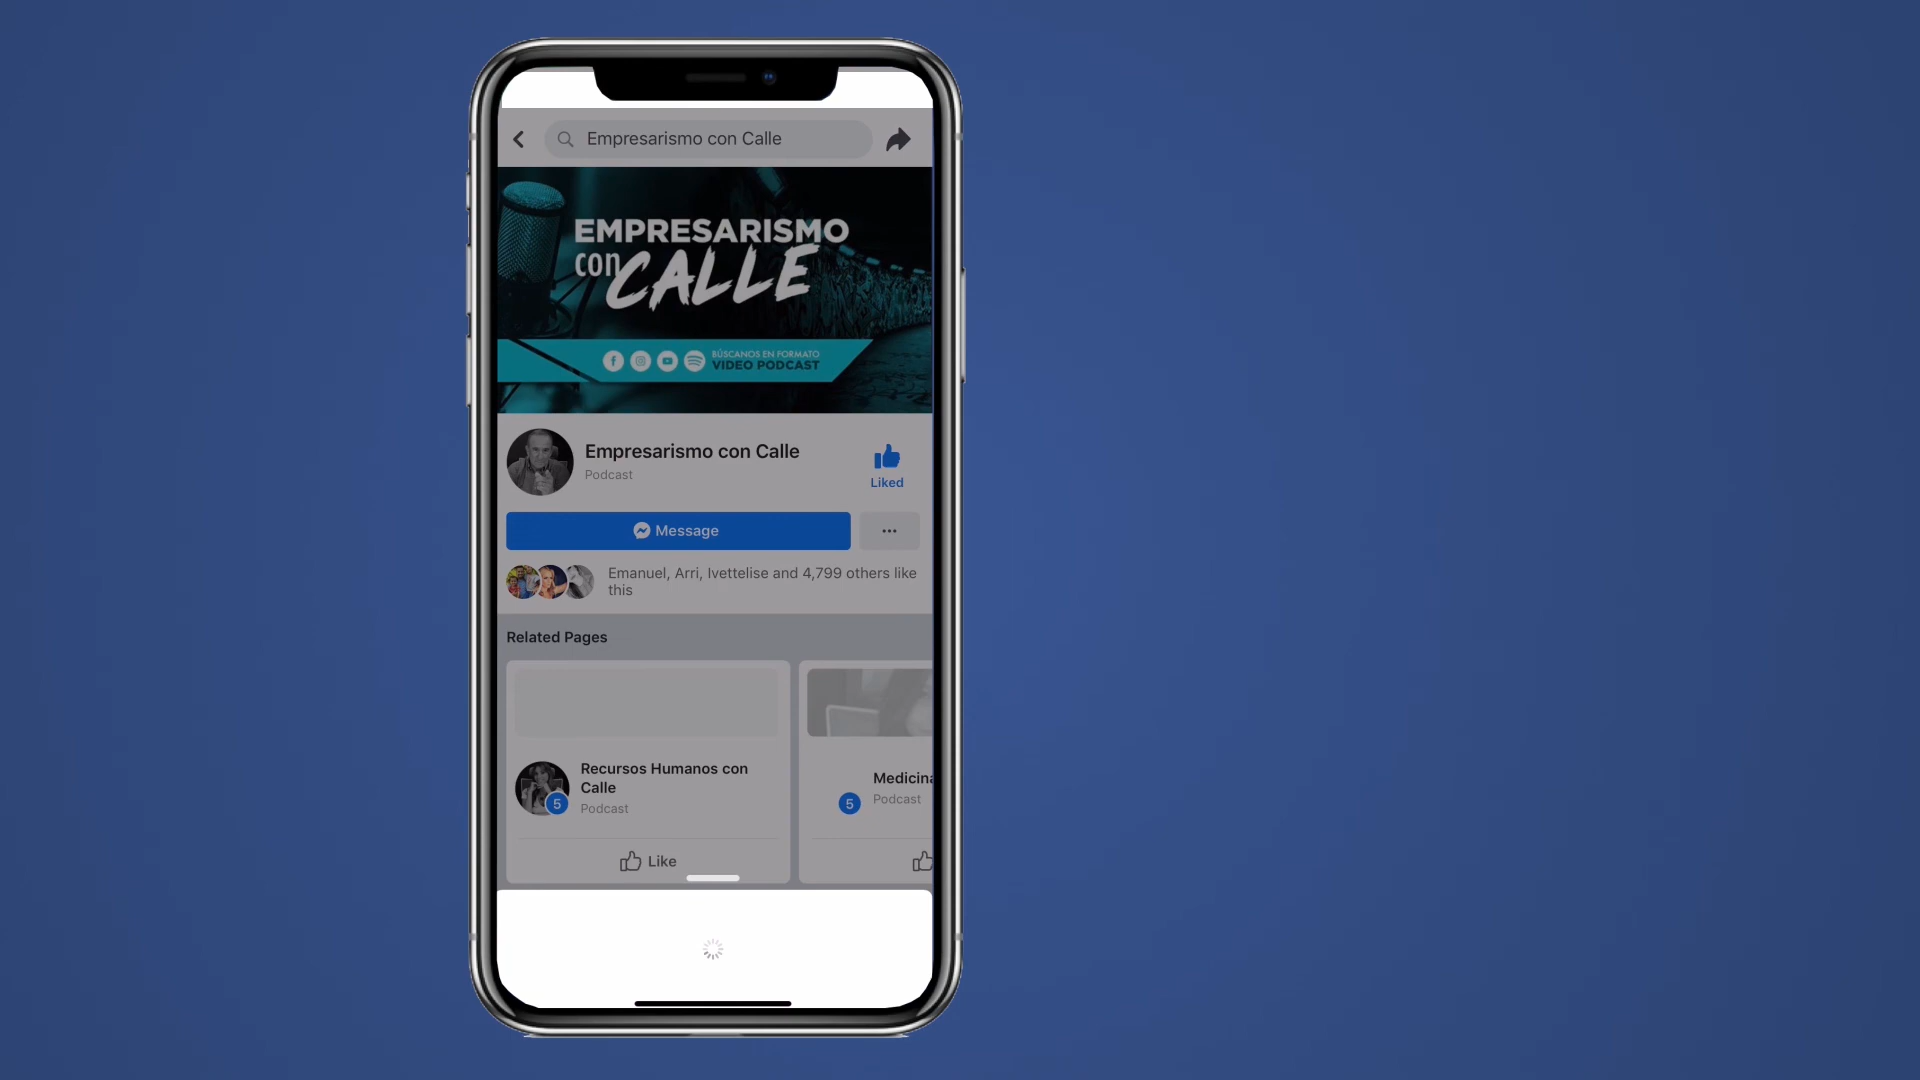 Empresarismo con Calle
EMPRESARISMO
con CALLE
BÚSCANOS EN FORMATO
VIDEO PODCAST
Empresarismo con Calle
Podcast
Liked
Message
Emanuel, Arri, Ivettelise and 4,799 others like
this
Related Pages
Recursos Humanos con
Calle
5
Podcast
Like
Medicina
5
Podcast